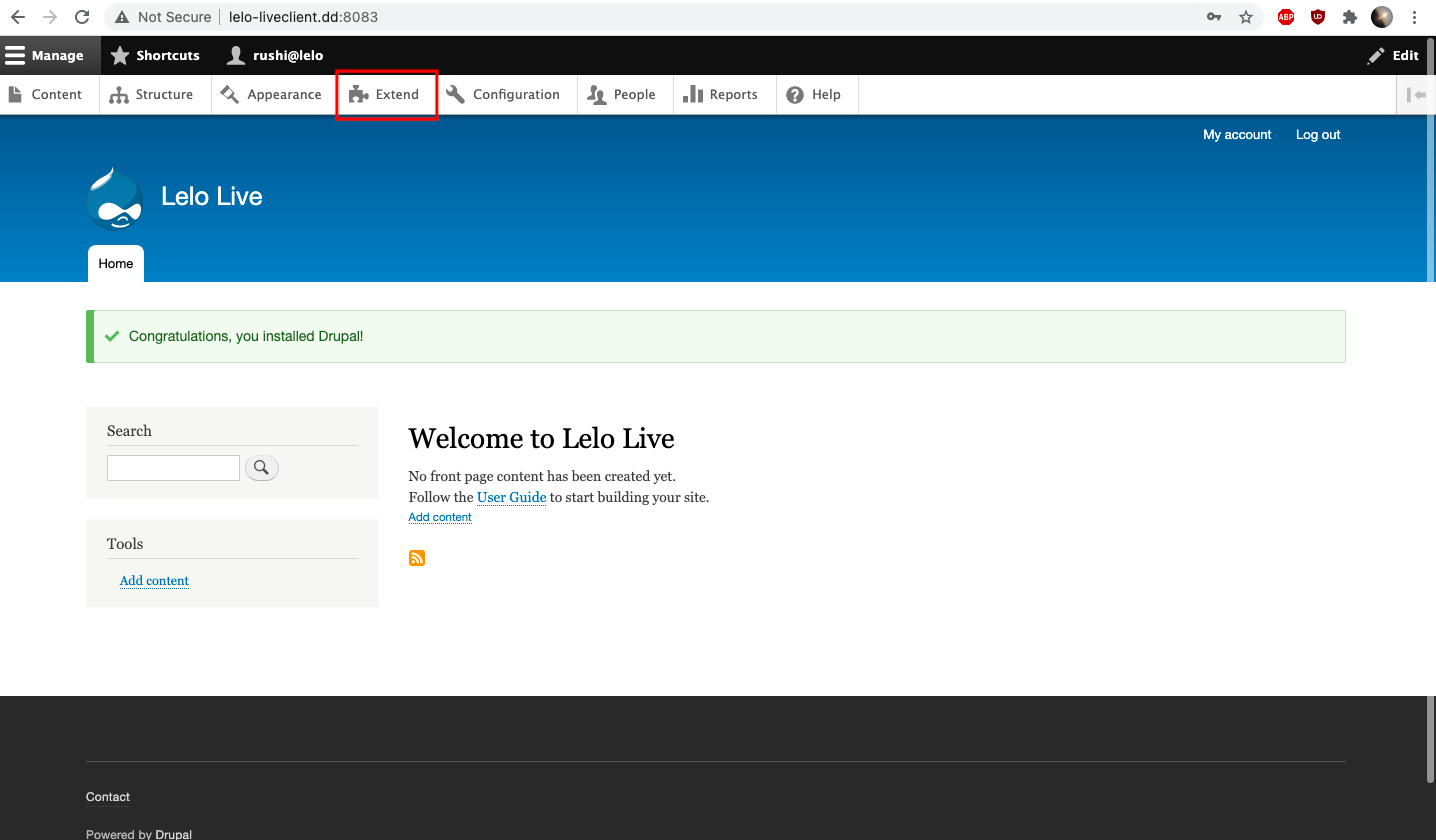 Not Secure lelo-liveclient.dd:8083 ABP
Manage Shortcuts rushi@lelo Edit
Content Structure Appearance Extend Configuration People Reports Help
My account Log out
Lelo Live
Home
Congratulations, you installed Drupal!
Search
Welcome to Lelo Live
No front page content has been created yet.
Follow the User Guide to start building your site.
Add content
Tools
Add content
Contact
Powered by Drupal